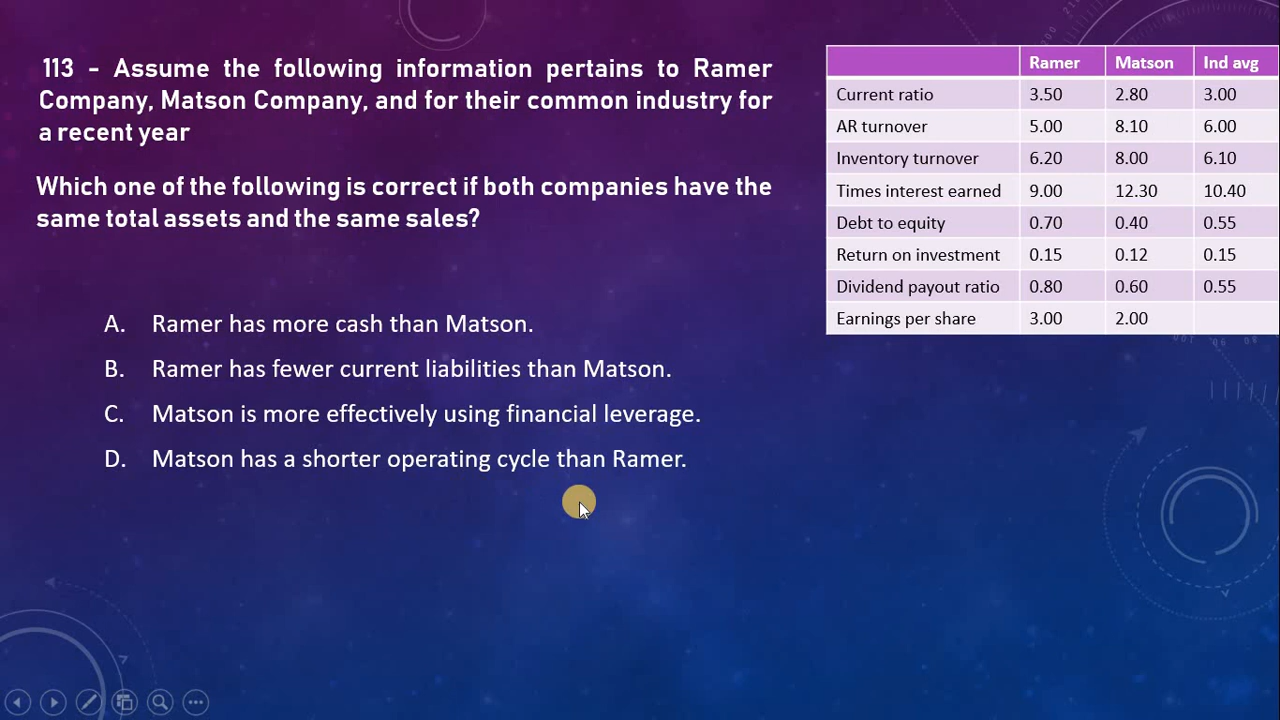 113 - Assume the following information pertains to Ramer
Company, Matson Company, and for their common industry for
a recent year
Which one of the following is correct if both companies have the
same total assets and the same sales?
A. Ramer has more cash than Matson.
B. Ramer has fewer current liabilities than Matson.
C. Matson is more effectively using financial leverage.
D. Matson has a shorter operating cycle than Ramer.
Ramer Matson Ind avg
Current ratio 3.50 2.80 3.00
AR turnover 5.00 8.10 6.00
Inventory turnover 6.20 8.00 6.10
Times interest earned 9.00 12.30 10.40
Debt to equity 0.70 0.40 0.55
Return on investment 0.15 0.12 0.15
Dividend payout ratio 0.80 0.60 0.55
Earnings per share 3.00 2.00